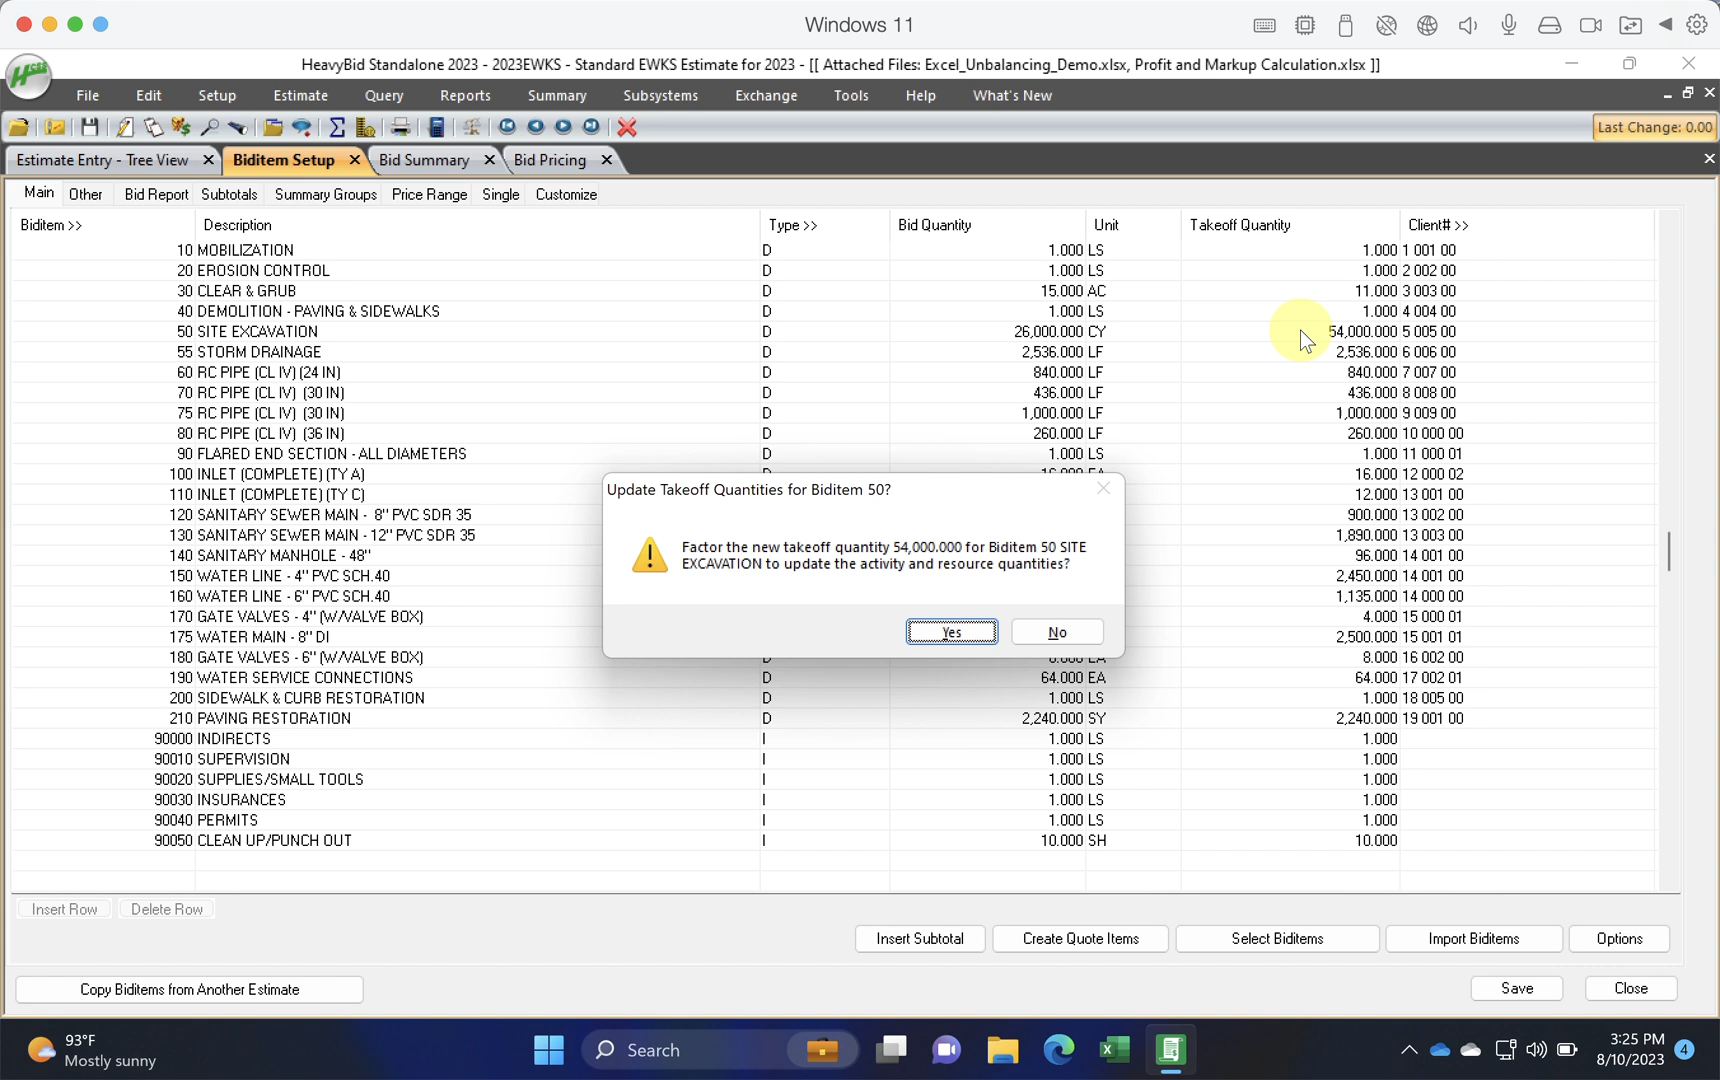 Windows 11
HCSS
HeavyBid Standalone 2023 - 2023EWKS - Standard EWKS Estimate for 2023 - [[ Attached Files: Excel_Unbalancing_Demo.xlsx, Profit and Markup Calculation.xlsx ]]
File Edit Setup Estimate Query Reports Summary Subsystems Exchange Tools Help What's New
Last Change: 0.00
Estimate Entry - Tree View Biditem Setup Bid Summary Bid Pricing
Main Other Bid Report Subtotals Summary Groups Price Range Single Customize
Biditem >> Description Type >> Bid Quantity Unit Takeoff Quantity Client# >>
10 MOBILIZATION D 1.000 LS 1.000 1 001 00
20 EROSION CONTROL D 1.000 LS 1.000 2 002 00
30 CLEAR & GRUB D 15.000 AC 11.000 3 003 00
40 DEMOLITION - PAVING & SIDEWALKS D 1.000 LS 1.000 4 004 00
50 SITE EXCAVATION D 26,000.000 CY 54,000.000 5 005 00
55 STORM DRAINAGE D 2,536.000 LF 2,536.000 6 006 00
60 RC PIPE (CL IV) (24 IN) D 840.000 LF 840.000 7 007 00
70 RC PIPE (CL IV) (30 IN) D 436.000 LF 436.000 8 008 00
75 RC PIPE (CL IV) (30 IN) D 1,000.000 LF 1,000.000 9 009 00
80 RC PIPE (CL IV) (36 IN) D 260.000 LF 260.000 10 000 00
90 FLARED END SECTION - ALL DIAMETERS D 1.000 LS 1.000 11 000 01
100 INLET (COMPLETE) (TY A) 16.000 12 000 02
110 INLET (COMPLETE) (TY C) 12.000 13 001 00
120 SANITARY SEWER MAIN - 8" PVC SDR 35 900.000 13 002 00
130 SANITARY SEWER MAIN - 12" PVC SDR 35 1,890.000 13 003 00
140 SANITARY MANHOLE - 48" 96.000 14 001 00
150 WATER LINE - 4" PVC SCH.40 2,450.000 14 001 00
160 WATER LINE - 6" PVC SCH.40 1,135.000 14 000 00
170 GATE VALVES - 4" (W/VALVE BOX) 4.000 15 000 01
175 WATER MAIN - 8" DI 2,500.000 15 001 01
180 GATE VALVES - 6" (W/VALVE BOX) 8.000 16 002 00
190 WATER SERVICE CONNECTIONS D 64.000 EA 64.000 17 002 01
200 SIDEWALK & CURB RESTORATION D 1.000 LS 1.000 18 005 00
210 PAVING RESTORATION D 2,240.000 SY 2,240.000 19 001 00
90000 INDIRECTS I 1.000 LS 1.000
90010 SUPERVISION I 1.000 LS 1.000
90020 SUPPLIES/SMALL TOOLS I 1.000 LS 1.000
90030 INSURANCES I 1.000 LS 1.000
90040 PERMITS I 1.000 LS 1.000
90050 CLEAN UP/PUNCH OUT I 10.000 SH 10.000
Update Takeoff Quantities for Biditem 50?
Factor the new takeoff quantity 54,000.000 for Biditem 50 SITE
EXCAVATION to update the activity and resource quantities?
Yes No
Insert Row Delete Row
Insert Subtotal Create Quote Items Select Biditems Import Biditems Options
Copy Biditems from Another Estimate Save Close
93°F
Mostly sunny
Search
3:25 PM
8/10/2023
4